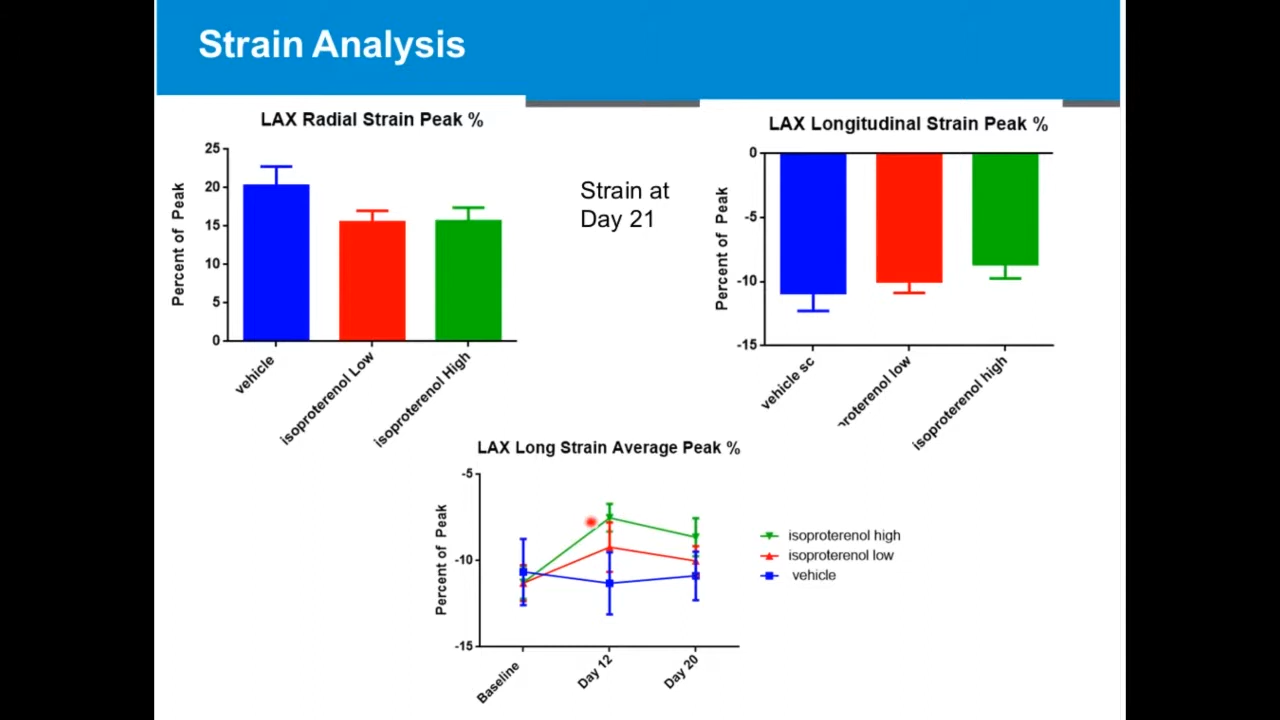 Strain Analysis
LAX Radial Strain Peak %
Percent of Peak
25
20
15
10
5
0
vehicle
isoproterenol Low
isoproterenol High
Strain at
Day 21
LAX Longitudinal Strain Peak %
Percent of Peak
0
-5
-10
-15
vehicle sc
proterenol low
isoproterenol high
LAX Long Strain Average Peak %
Percent of Peak
-5
-10
-15
Baseline
Day 12
Day 20
isoproterenol high
isoproterenol low
vehicle